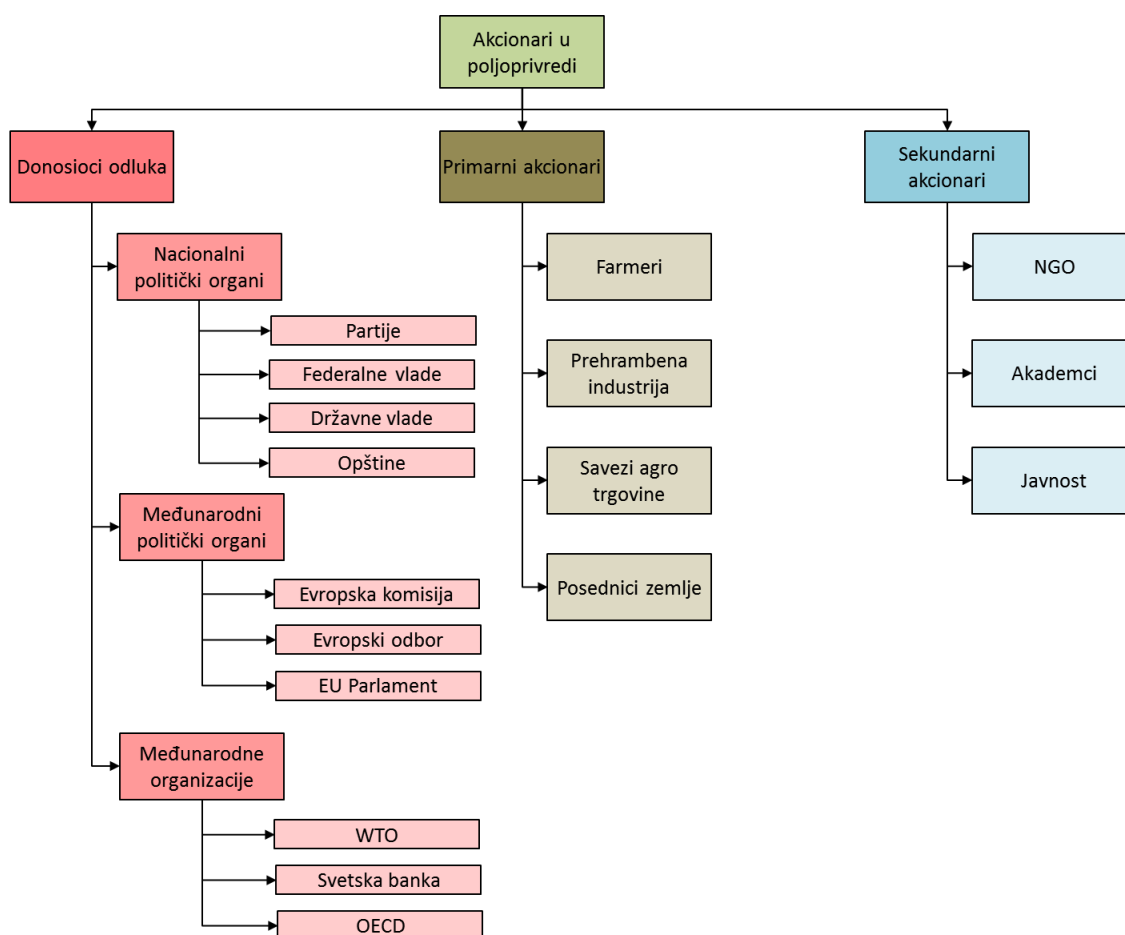 Akcionari u
poljoprivredi
Donosioci odluka
Primarni akcionari
Sekundarni
akcionari
Nacionalni
politički organi
Partije
Federalne vlade
Državne vlade
Opštine
Međunarodni
politički organi
Evropska komisija
Evropski odbor
EU Parlament
Međunarodne
organizacije
WTO
Svetska banka
OECD
Farmeri
Prehrambena
industrija
Savezi agro
trgovine
Posednici zemlje
NGO
Akademci
Javnost